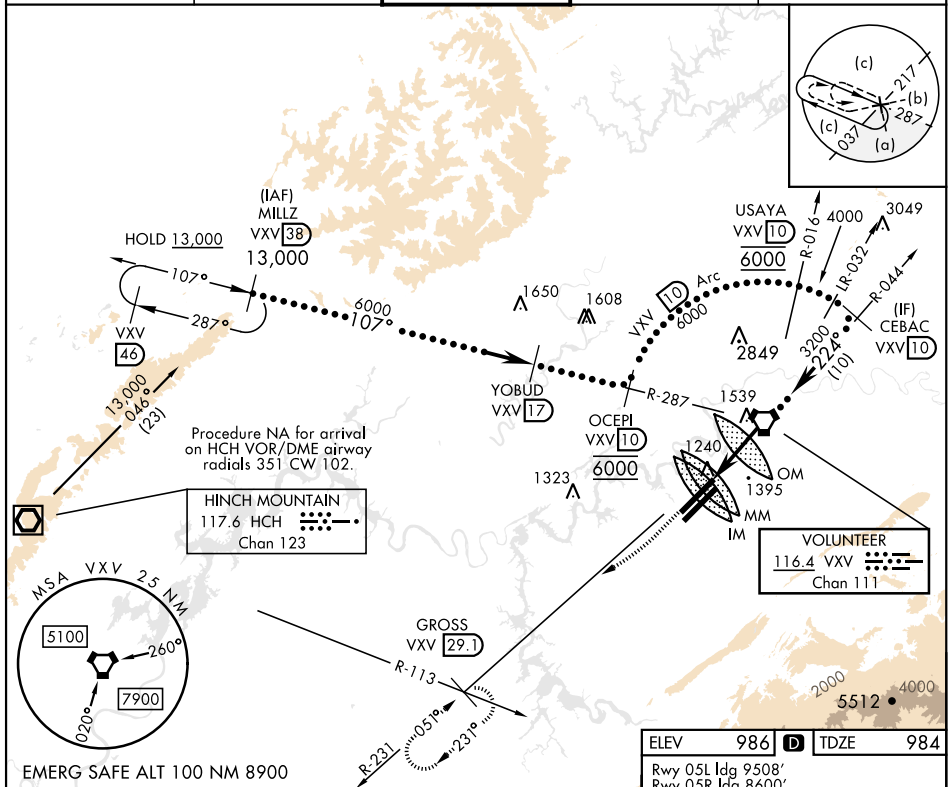 (c)
217
(b)
287
(c)
037
(a)
(IAF)
MILLZ
VXV 38
13,000
HOLD 13,000
107°
287°
VXV
46
6000
107°
1650
1608
YOBUD
VXV 17
VXV 10 Arc
6000
USAYA
VXV 10
6000
R-016
4000
3049
LR-032
R-044
(IF)
CEBAC
VXV 10
2849
3200
224°
(10)
R-287
OCEPI
VXV 10
6000
1539
1240
1323
OM
1395
MM
IM
13,000
046°
(23)
Procedure NA for arrival
on HCH VOR/DME airway
radials 351 CW 102.
HINCH MOUNTAIN
117.6 HCH
Chan 123
VOLUNTEER
116.4 VXV
Chan 111
MSA VXV 25 NM
5100
260°
7900
020°
GROSS
VXV 29.1
R-113
051°
231°
R-231
2000
4000
5512
EMERG SAFE ALT 100 NM 8900
ELEV 986 D TDZE 984
Rwy 05L ldg 9508'
Rwy 05R ldg 8600'